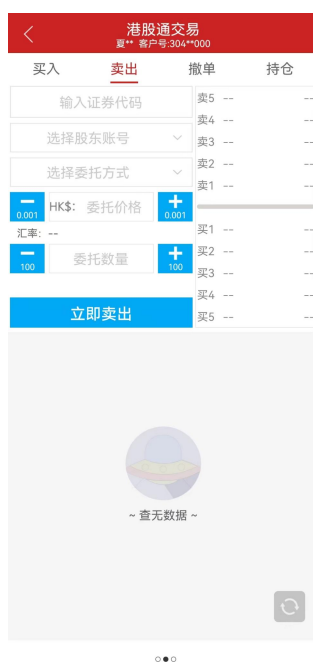 港股通交易
夏** 客户号:304**000
买入 卖出 撤单 持仓
输入证券代码
选择股东账号
选择委托方式
0.001 HK$: 委托价格 0.001
汇率: --
100 委托数量 100
立即卖出
卖5 -- --
卖4 -- --
卖3 -- --
卖2 -- --
卖1 -- --
买1 -- --
买2 -- --
买3 -- --
买4 -- --
买5 -- --
~ 查无数据 ~